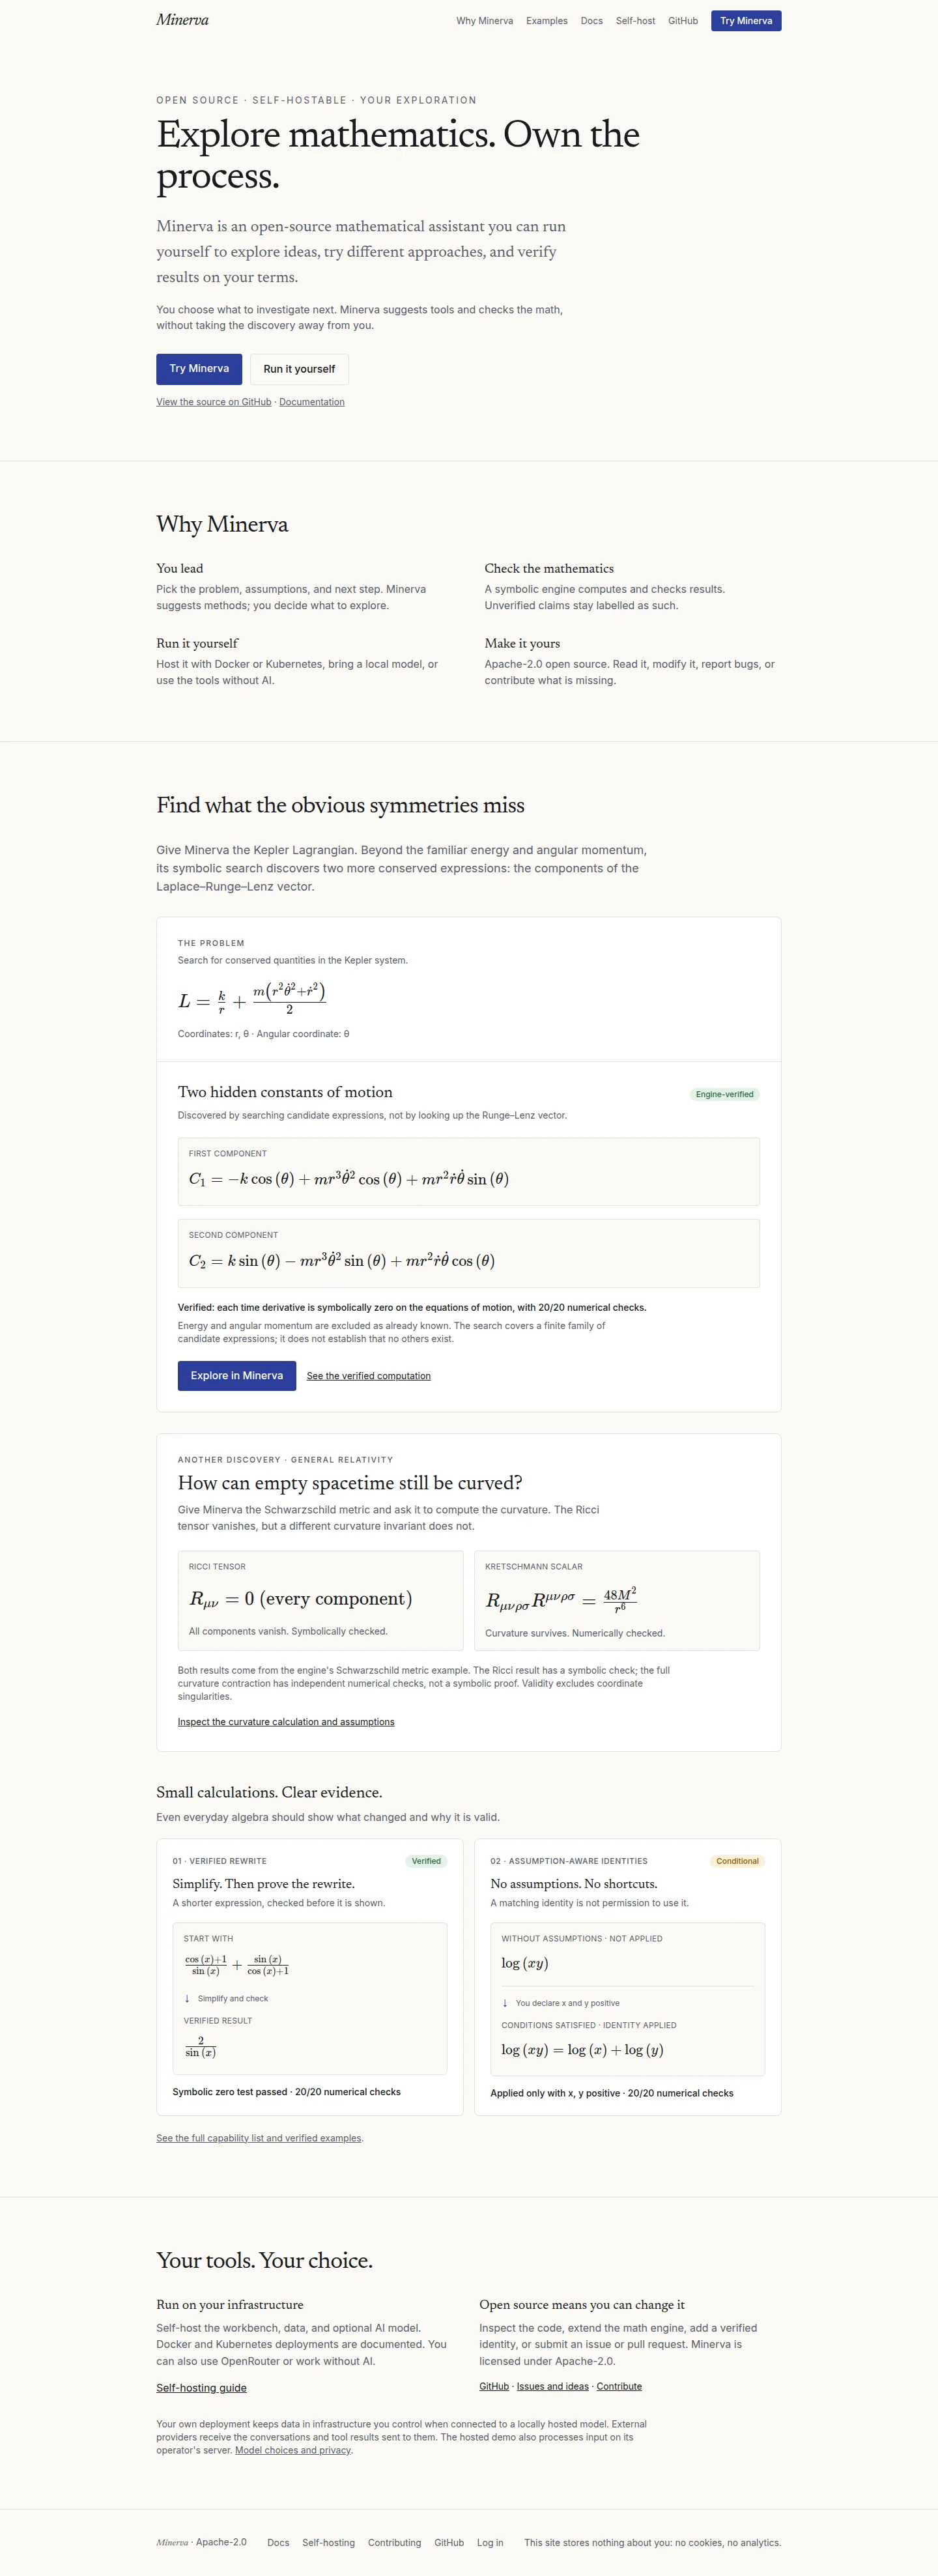 Minerva
Why Minerva Examples Docs Self-host GitHub Try Minerva
OPEN SOURCE · SELF-HOSTABLE · YOUR EXPLORATION
Explore mathematics. Own the
process.
Minerva is an open-source mathematical assistant you can run
yourself to explore ideas, try different approaches, and verify
results on your terms.
You choose what to investigate next. Minerva suggests tools and checks the math,
without taking the discovery away from you.
Try Minerva Run it yourself
View the source on GitHub · Documentation
Why Minerva
You lead
Pick the problem, assumptions, and next step. Minerva
suggests methods; you decide what to explore.
Check the mathematics
A symbolic engine computes and checks results.
Unverified claims stay labelled as such.
Run it yourself
Host it with Docker or Kubernetes, bring a local model, or
use the tools without AI.
Make it yours
Apache-2.0 open source. Read it, modify it, report bugs, or
contribute what is missing.
Find what the obvious symmetries miss
Give Minerva the Kepler Lagrangian. Beyond the familiar energy and angular momentum,
its symbolic search discovers two more conserved expressions: the components of the
Laplace–Runge–Lenz vector.
THE PROBLEM
Search for conserved quantities in the Kepler system.
L = k/r + m(r²θ̇²+ṙ²)/2
Coordinates: r, θ · Angular coordinate: θ
Two hidden constants of motion
Engine-verified
Discovered by searching candidate expressions, not by looking up the Runge–Lenz vector.
FIRST COMPONENT
C₁ = −k cos (θ) + mr³θ̇² cos (θ) + mr²ṙθ̇ sin (θ)
SECOND COMPONENT
C₂ = k sin (θ) − mr³θ̇² sin (θ) + mr²ṙθ̇ cos (θ)
Verified: each time derivative is symbolically zero on the equations of motion, with 20/20 numerical checks.
Energy and angular momentum are excluded as already known. The search covers a finite family of
candidate expressions; it does not establish that no others exist.
Explore in Minerva See the verified computation
ANOTHER DISCOVERY · GENERAL RELATIVITY
How can empty spacetime still be curved?
Give Minerva the Schwarzschild metric and ask it to compute the curvature. The Ricci
tensor vanishes, but a different curvature invariant does not.
RICCI TENSOR
Rμν = 0 (every component)
All components vanish. Symbolically checked.
KRETSCHMANN SCALAR
RμνρσR^μνρσ = 48M²/r⁶
Curvature survives. Numerically checked.
Both results come from the engine's Schwarzschild metric example. The Ricci result has a symbolic check; the full
curvature contraction has independent numerical checks, not a symbolic proof. Validity excludes coordinate
singularities.
Inspect the curvature calculation and assumptions
Small calculations. Clear evidence.
Even everyday algebra should show what changed and why it is valid.
01 · VERIFIED REWRITE Verified
Simplify. Then prove the rewrite.
A shorter expression, checked before it is shown.
START WITH
cos (x)+1/sin (x) + sin (x)/cos (x)+1
↓ Simplify and check
VERIFIED RESULT
2/sin (x)
Symbolic zero test passed · 20/20 numerical checks
02 · ASSUMPTION-AWARE IDENTITIES Conditional
No assumptions. No shortcuts.
A matching identity is not permission to use it.
WITHOUT ASSUMPTIONS · NOT APPLIED
log (xy)
↓ You declare x and y positive
CONDITIONS SATISFIED · IDENTITY APPLIED
log (xy) = log (x) + log (y)
Applied only with x, y positive · 20/20 numerical checks
See the full capability list and verified examples.
Your tools. Your choice.
Run on your infrastructure
Self-host the workbench, data, and optional AI model.
Docker and Kubernetes deployments are documented. You
can also use OpenRouter or work without AI.
Self-hosting guide
Open source means you can change it
Inspect the code, extend the math engine, add a verified
identity, or submit an issue or pull request. Minerva is
licensed under Apache-2.0.
GitHub · Issues and ideas · Contribute
Your own deployment keeps data in infrastructure you control when connected to a locally hosted model. External
providers receive the conversations and tool results sent to them. The hosted demo also processes input on its
operator's server. Model choices and privacy.
Minerva · Apache-2.0 Docs Self-hosting Contributing GitHub Log in This site stores nothing about you: no cookies, no analytics.